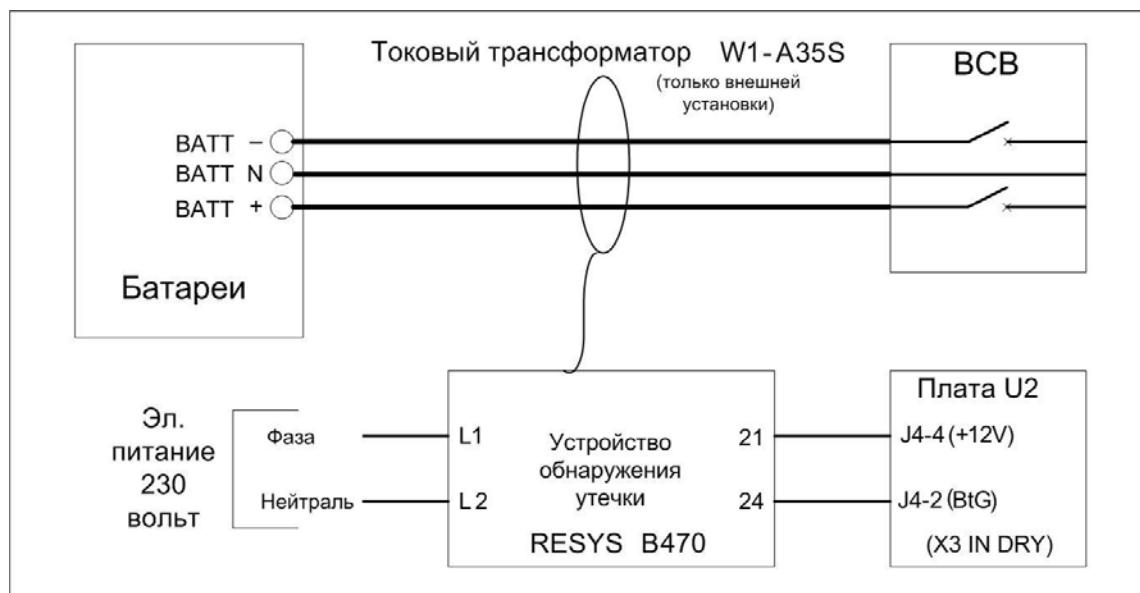 Токовый трансформатор W1-A35S
(только внешней
установки)
BCB
BATT –
BATT N
BATT +
Батареи
Эл.
питание
230
вольт
Фаза
Нейтраль
L1
L2
Устройство
обнаружения
утечки
RESYS B470
21
24
Плата U2
J4-4 (+12V)
J4-2 (BtG)
(X3 IN DRY)